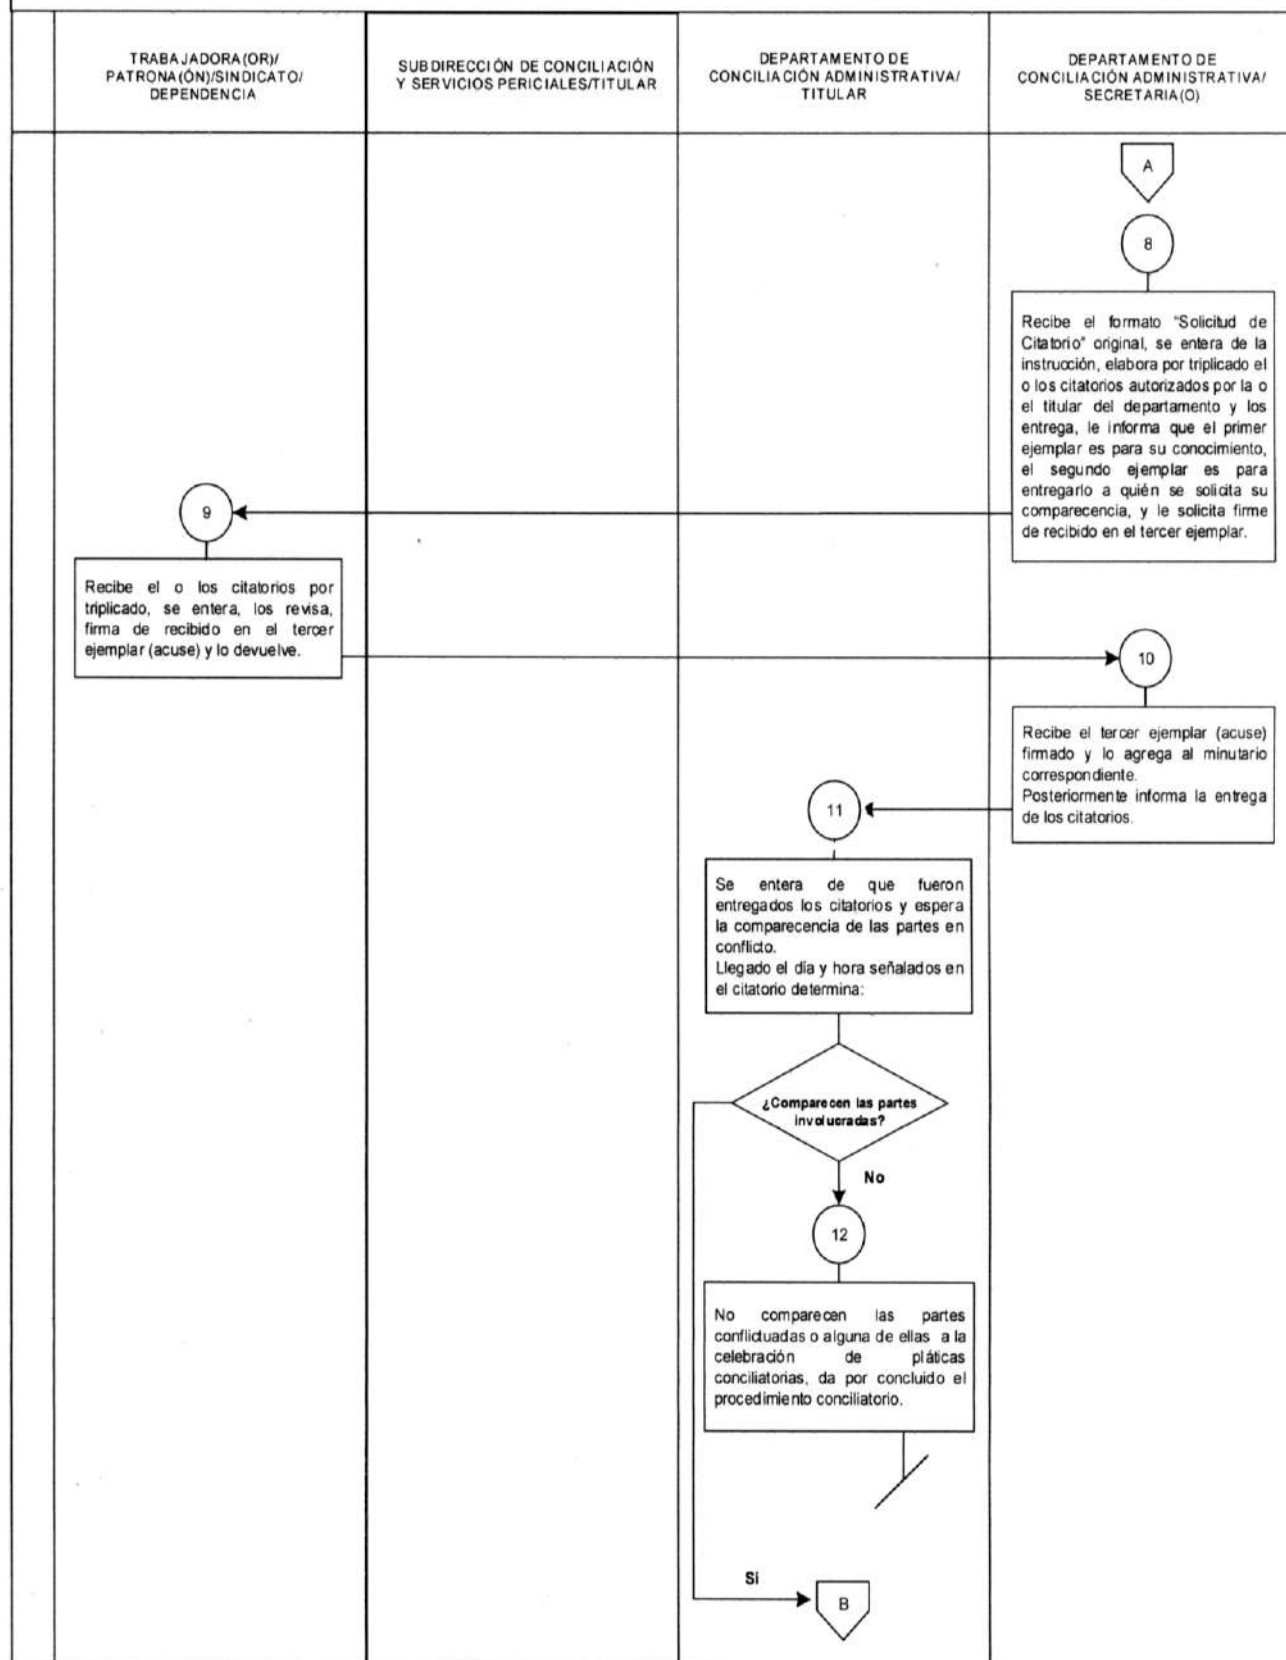 TRABAJADORA(OR)/
PATRONA(ÓN)/SINDICATO/
DEPENDENCIA
SUBDIRECCIÓN DE CONCILIACIÓN
Y SERVICIOS PERICIALES/TITULAR
DEPARTAMENTO DE
CONCILIACIÓN ADMINISTRATIVA/
TITULAR
DEPARTAMENTO DE
CONCILIACIÓN ADMINISTRATIVA/
SECRETARIA(O)
A
8
Recibe el formato "Solicitud de
Citatorio" original, se entera de la
instrucción, elabora por triplicado el
o los citatorios autorizados por la o
el titular del departamento y los
entrega, le informa que el primer
ejemplar es para su conocimiento,
el segundo ejemplar es para
entregarlo a quién se solicita su
comparecencia, y le solicita firme
de recibido en el tercer ejemplar.
9
Recibe el o los citatorios por
triplicado, se entera, los revisa,
firma de recibido en el tercer
ejemplar (acuse) y lo devuelve.
10
Recibe el tercer ejemplar (acuse)
firmado y lo agrega al minutario
correspondiente.
Posteriormente informa la entrega
de los citatorios.
11
Se entera de que fueron
entregados los citatorios y espera
la comparecencia de las partes en
conflicto.
Llegado el día y hora señalados en
el citatorio determina:
¿Comparecen las partes
involucradas?
No
12
No comparecen las partes
conflictuadas o alguna de ellas a la
celebración de pláticas
conciliatorias, da por concluido el
procedimiento conciliatorio.
Si
B